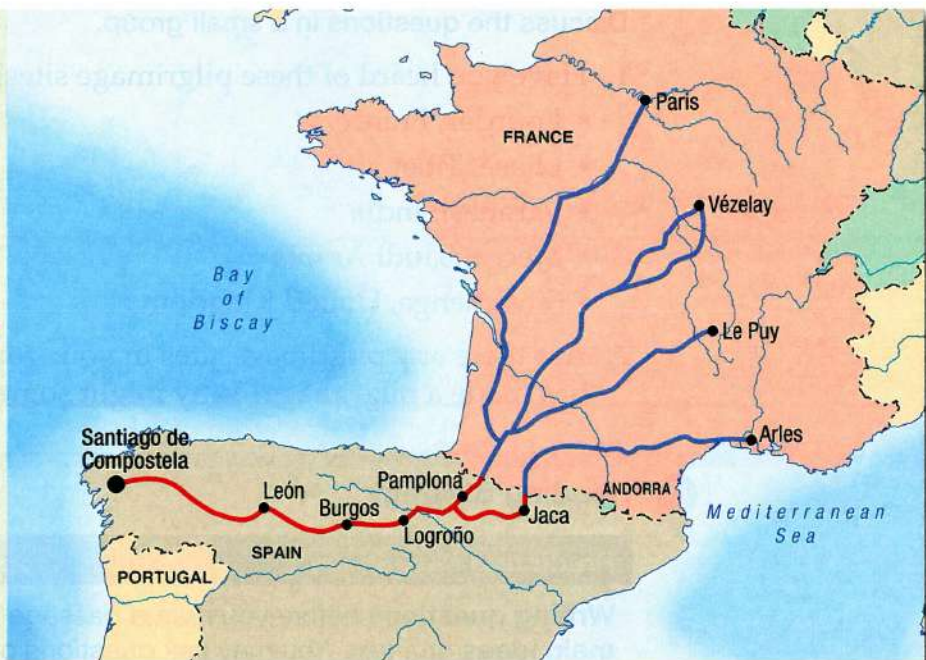 Paris
FRANCE
Vézelay
Bay
of
Biscay
Le Puy
Santiago de
Compostela
Arles
Pamplona
León
ANDORRA
Burgos
Jaca
Mediterranean
Sea
Logroño
SPAIN
PORTUGAL